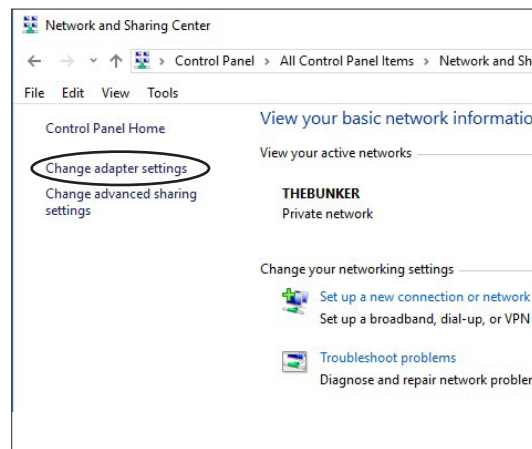 Network and Sharing Center
Control Panel > All Control Panel Items > Network and Sh
File Edit View Tools
Control Panel Home
Change adapter settings
Change advanced sharing
settings
View your basic network informatio
View your active networks
THEBUNKER
Private network
Change your networking settings
Set up a new connection or network
Set up a broadband, dial-up, or VPN
Troubleshoot problems
Diagnose and repair network probler